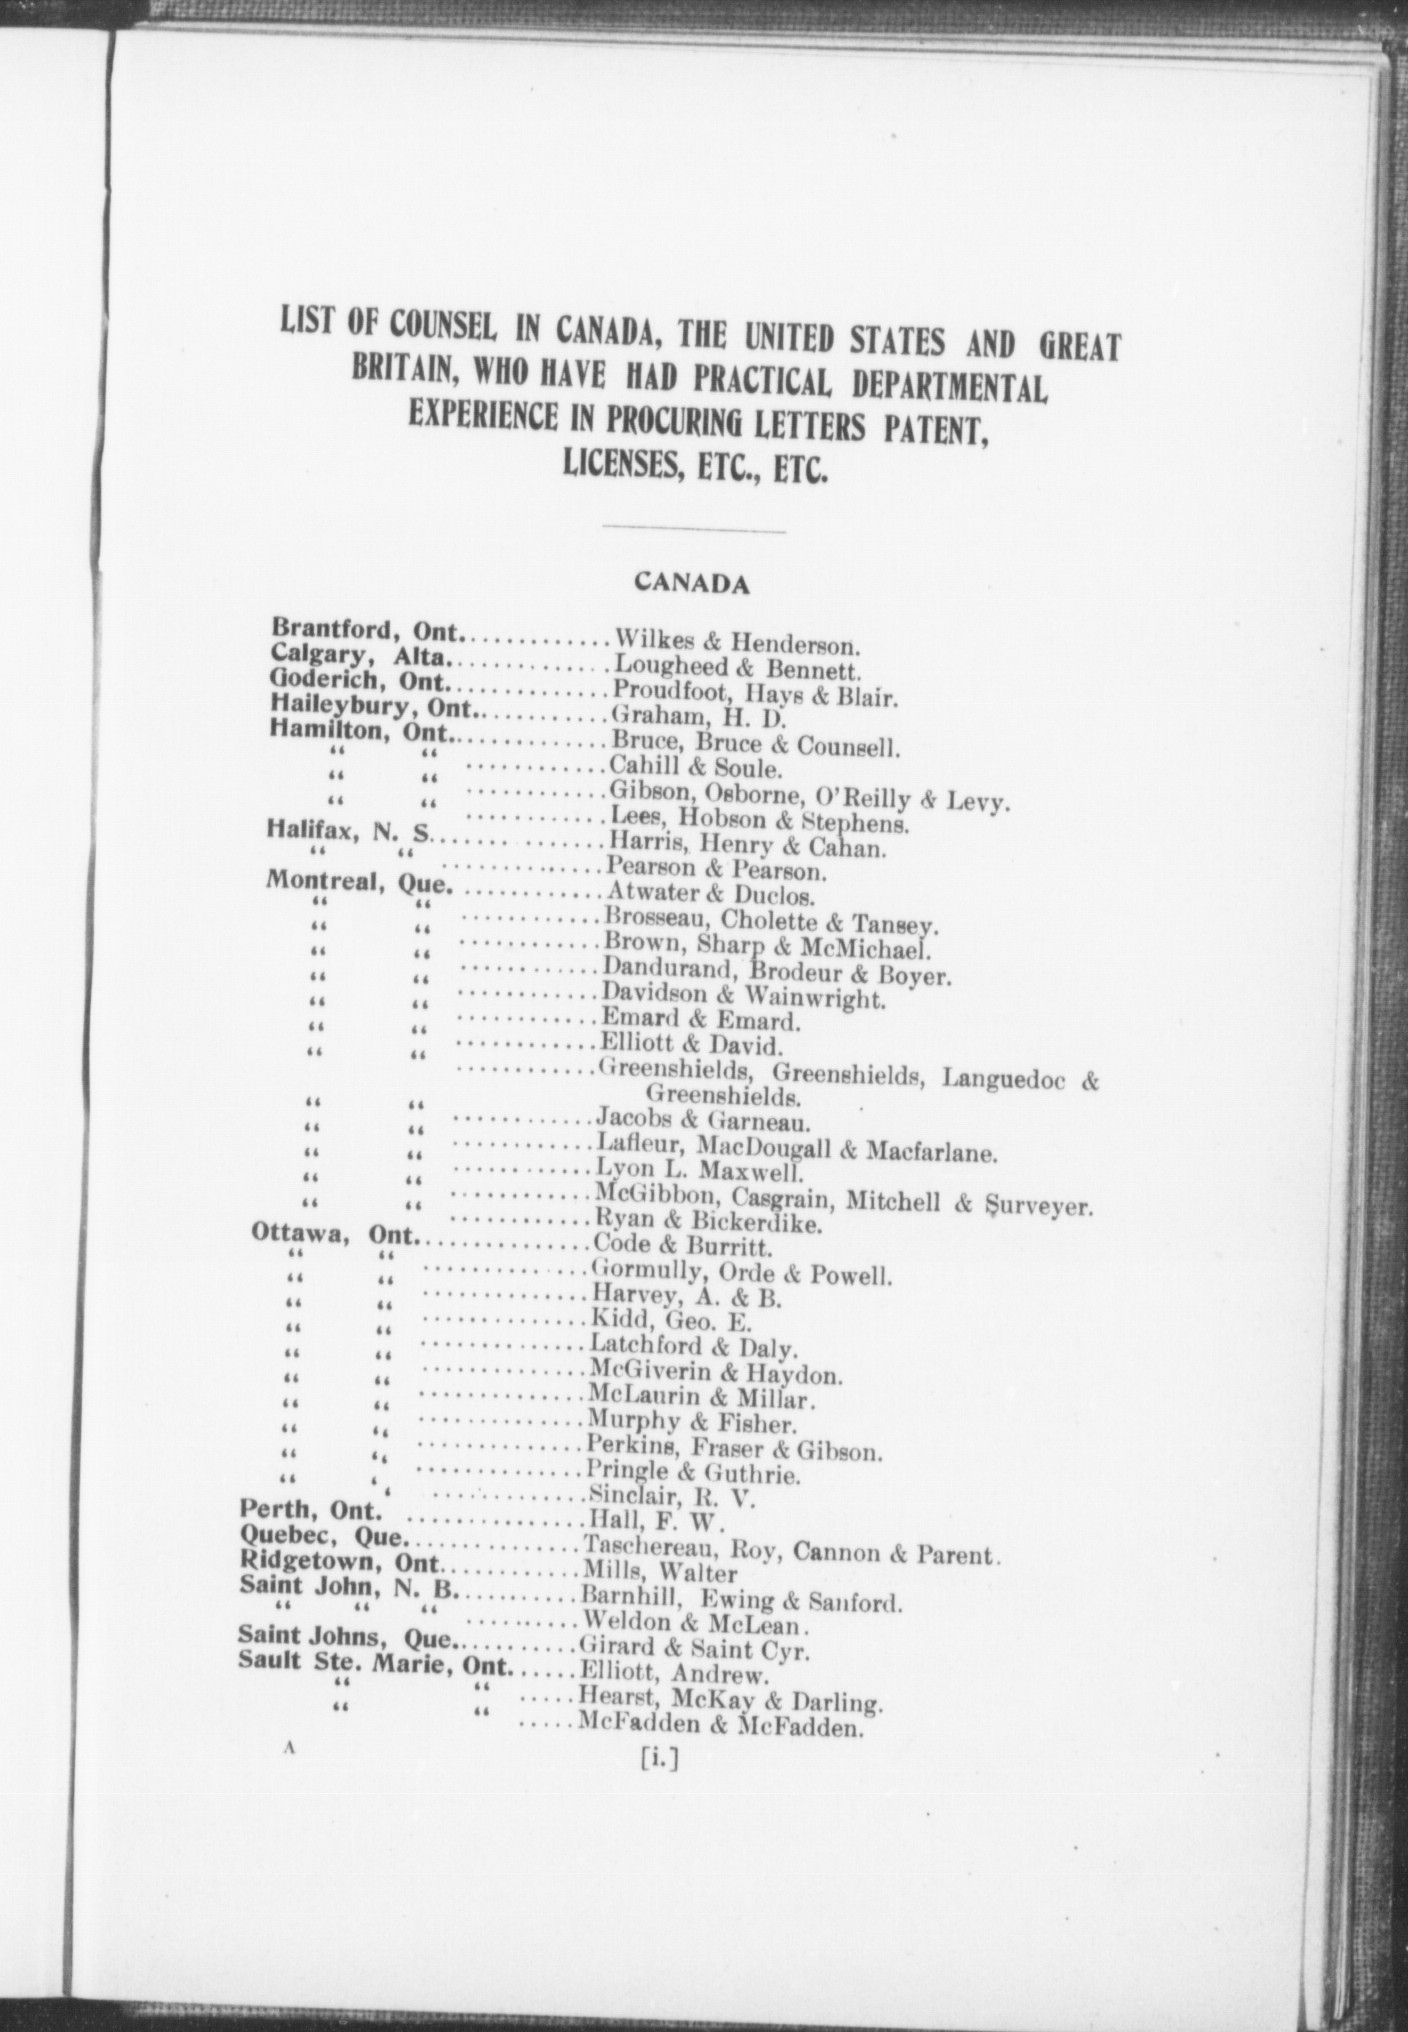 LIST OF COUNSEL IN CANADA, THE UNITED STATES AND GREAT
BRITAIN, WHO HAVE HAD PRACTICAL DEPARTMENTAL
EXPERIENCE IN PROCURING LETTERS PATENT,
LICENSES, ETC., ETC.
CANADA
Brantford, Ont.............Wilkes & Henderson.
Calgary, Alta..............Lougheed & Bennett.
Goderich, Ont..............Proudfoot, Hays & Blair.
Haileybury, Ont............Graham, H. D.
Hamilton, Ont..............Bruce, Bruce & Counsell.
“ “ ............Cahill & Soule.
“ “ ............Gibson, Osborne, O'Reilly & Levy.
“ “ ............Lees, Hobson & Stephens.
Halifax, N. S..............Harris, Henry & Cahan.
“ “ .............Pearson & Pearson.
Montreal, Que. ............Atwater & Duclos.
“ “ ............Brosseau, Cholette & Tansey.
“ “ ............Brown, Sharp & McMichael.
“ “ ............Dandurand, Brodeur & Boyer.
“ “ ............Davidson & Wainwright.
“ “ ............Emard & Emard.
“ “ ............Elliott & David.
“ “ ............Greenshields, Greenshields, Languedoc &
Greenshields.
“ “ ............Jacobs & Garneau.
“ “ ............Lafleur, MacDougall & Macfarlane.
“ “ ............Lyon L. Maxwell.
“ “ ............McGibbon, Casgrain, Mitchell & Surveyer.
“ “ ............Ryan & Bickerdike.
Ottawa, Ont...............Code & Burritt.
“ “ ..............Gormully, Orde & Powell.
“ “ ..............Harvey, A. & B.
“ “ ..............Kidd, Geo. E.
“ “ ..............Latchford & Daly.
“ “ ..............McGiverin & Haydon.
“ “ ..............McLaurin & Millar.
“ “ ..............Murphy & Fisher.
“ “ ..............Perkins, Fraser & Gibson.
“ “ ..............Pringle & Guthrie.
“ “ .............Sinclair, R. V.
Perth, Ont. ...............Hall, F. W.
Quebec, Que...............Taschereau, Roy, Cannon & Parent.
Ridgetown, Ont............Mills, Walter
Saint John, N. B...........Barnhill, Ewing & Sanford.
“ “ “ ..........Weldon & McLean.
Saint Johns, Que...........Girard & Saint Cyr.
Sault Ste. Marie, Ont......Elliott, Andrew.
“ “ .....Hearst, McKay & Darling.
“ “ .....McFadden & McFadden.
A [i.]